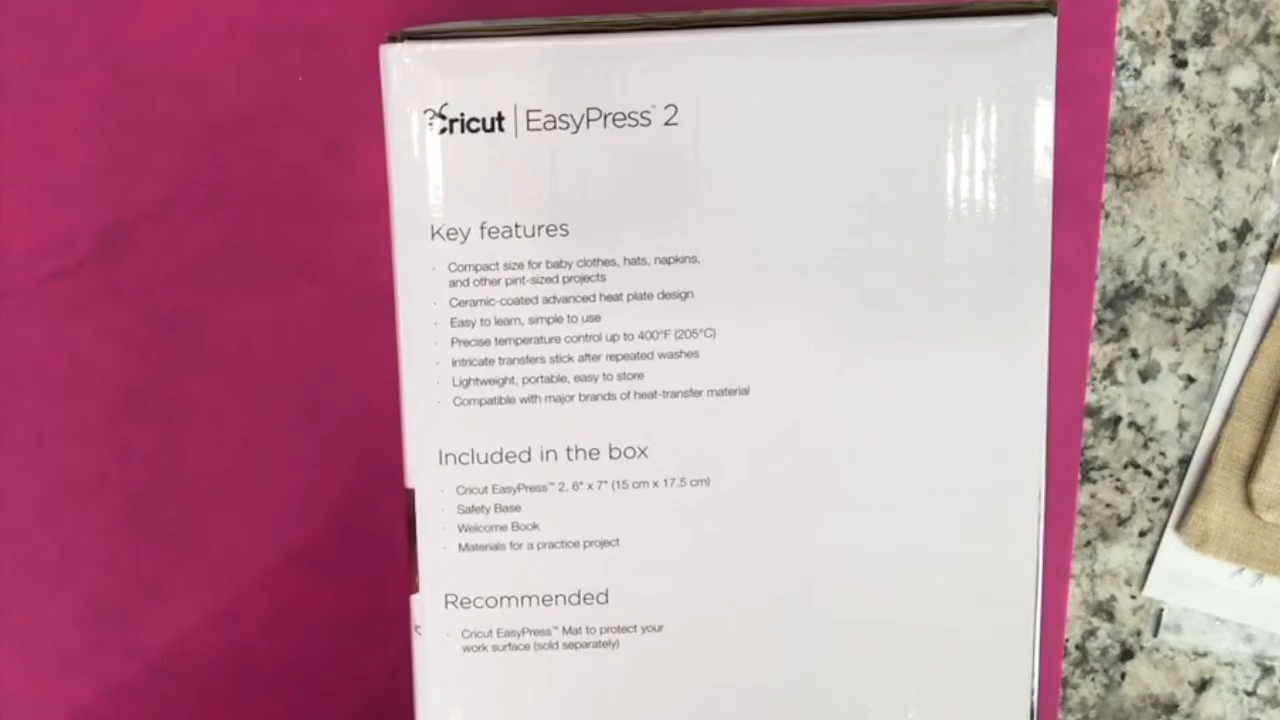 Cricut | EasyPress™ 2
Key features
· Compact size for baby clothes, hats, napkins,
and other pint-sized projects
· Ceramic-coated advanced heat plate design
· Easy to learn, simple to use
· Precise temperature control up to 400°F (205°C)
· Intricate transfers stick after repeated washes
· Lightweight, portable, easy to store
· Compatible with major brands of heat-transfer material
Included in the box
· Cricut EasyPress™ 2, 6" x 7" (15 cm x 17.5 cm)
· Safety Base
· Welcome Book
· Materials for a practice project
Recommended
· Cricut EasyPress™ Mat to protect your
work surface (sold separately)